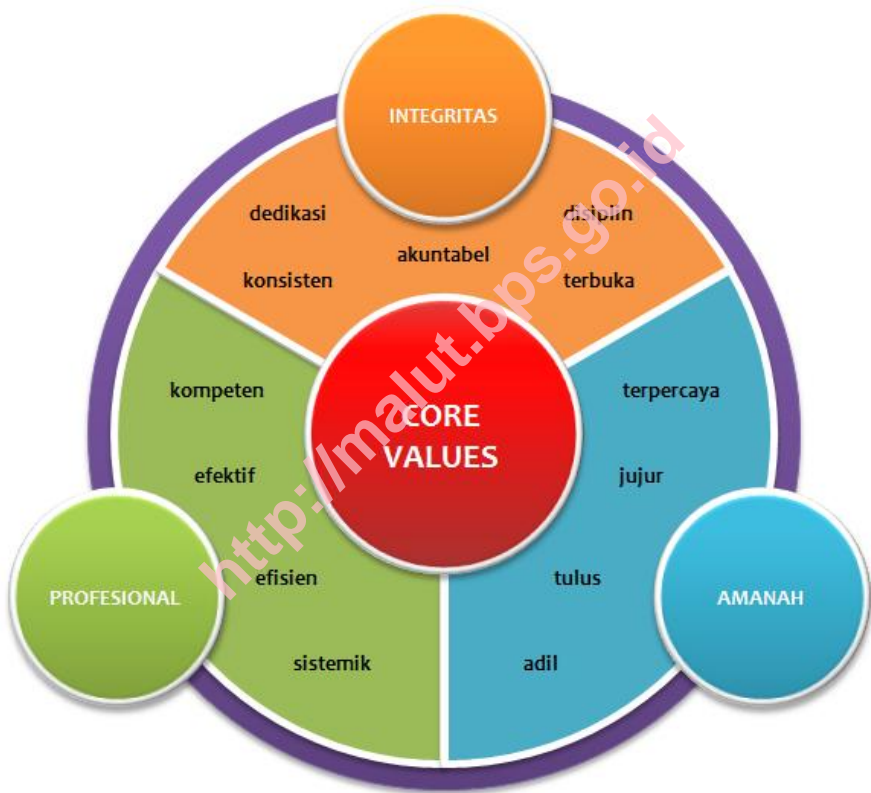 INTEGRITAS
dedikasi
disiplin
akuntabel
konsisten
terbuka
kompeten
terpercaya
CORE
VALUES
efektif
jujur
efisien
tulus
PROFESIONAL
AMANAH
sistemik
adil
http://malut.bps.go.id